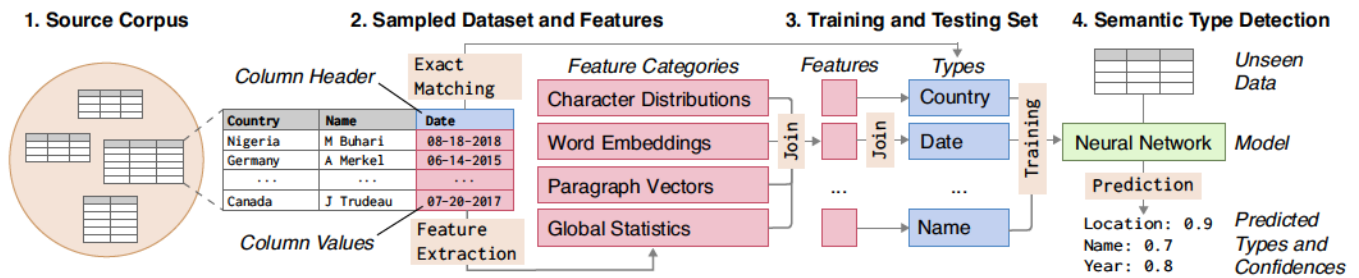 1. Source Corpus
2. Sampled Dataset and Features
3. Training and Testing Set
4. Semantic Type Detection
Column Header
Exact
Matching
Country Name Date
Nigeria M Buhari 08-18-2018
Germany A Merkel 06-14-2015
... ... ...
Canada J Trudeau 07-20-2017
Column Values
Feature
Extraction
Feature Categories
Character Distributions
Word Embeddings
Paragraph Vectors
Global Statistics
Join
Features
...
Join
Types
Country
Date
...
Name
Training
Unseen
Data
Neural Network
Model
Prediction
Location: 0.9
Name: 0.7
Year: 0.8
Predicted
Types and
Confidences